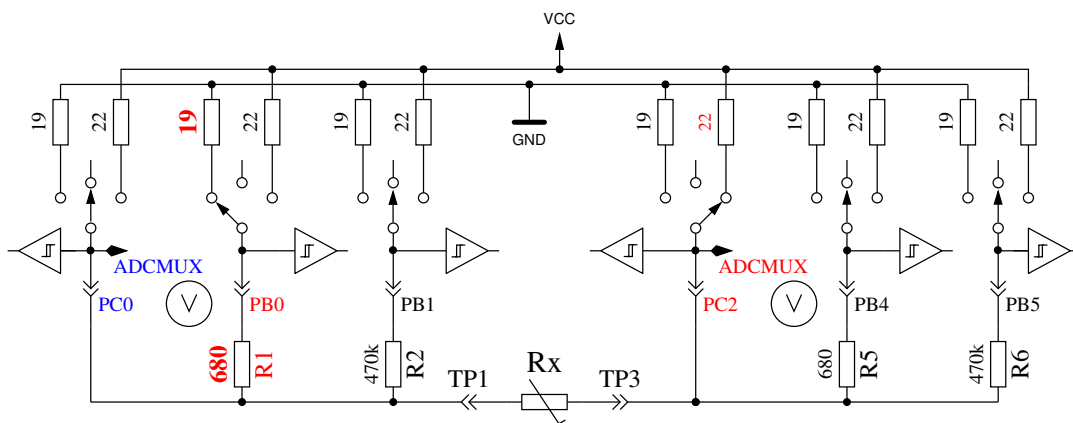 VCC
19 22 19 22 19 22 19 22 19 22 19 22
GND
ADCMUX ADCMUX
PC0 PB0 PB1 PC2 PB4 PB5
V V
680 R1 470k R2 680 R5 470k R6
TP1 Rx TP3